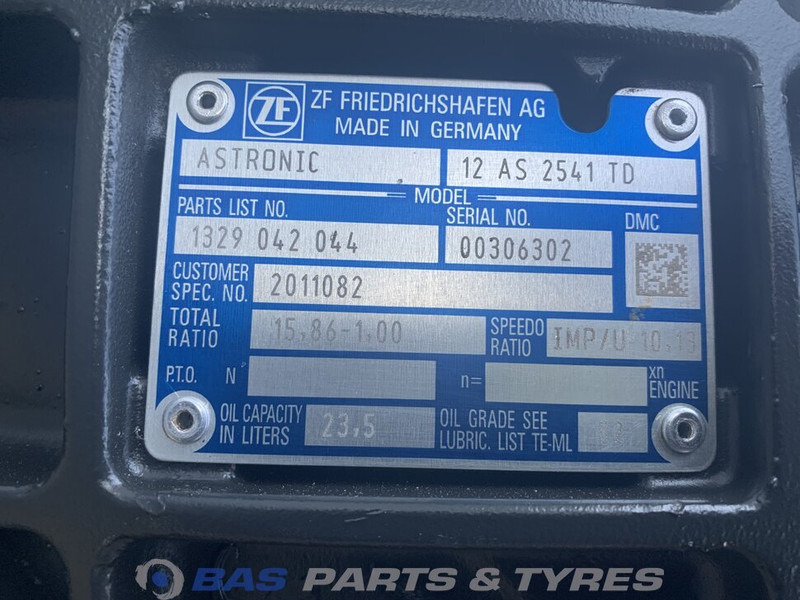 ZF FRIEDRICHSHAFEN AG
MADE IN GERMANY
ASTRONIC 12 AS 2541 TD
MODEL
PARTS LIST NO. SERIAL NO. DMC
1329 042 044 00306302
CUSTOMER
SPEC. NO. 2011082
TOTAL
RATIO 15,86-1,00
SPEEDO
RATIO IMP/U 10,13
P.T.O. N n= xn
ENGINE
OIL CAPACITY
IN LITERS 23,5
OIL GRADE SEE
LUBRIC. LIST TE-ML
BAS PARTS & TYRES